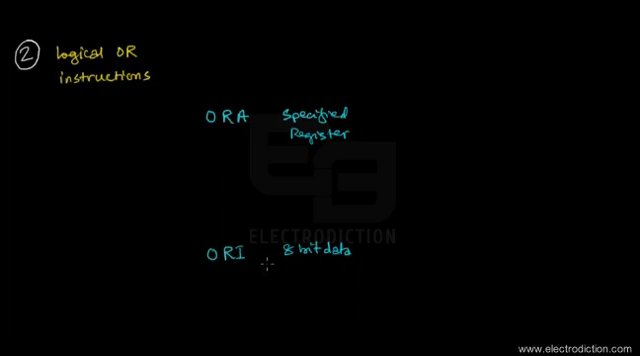 2 logical OR
instructions
ORA specified
Register
ELECTRODICTION
ORI 8 bit data
www.electrodiction.com